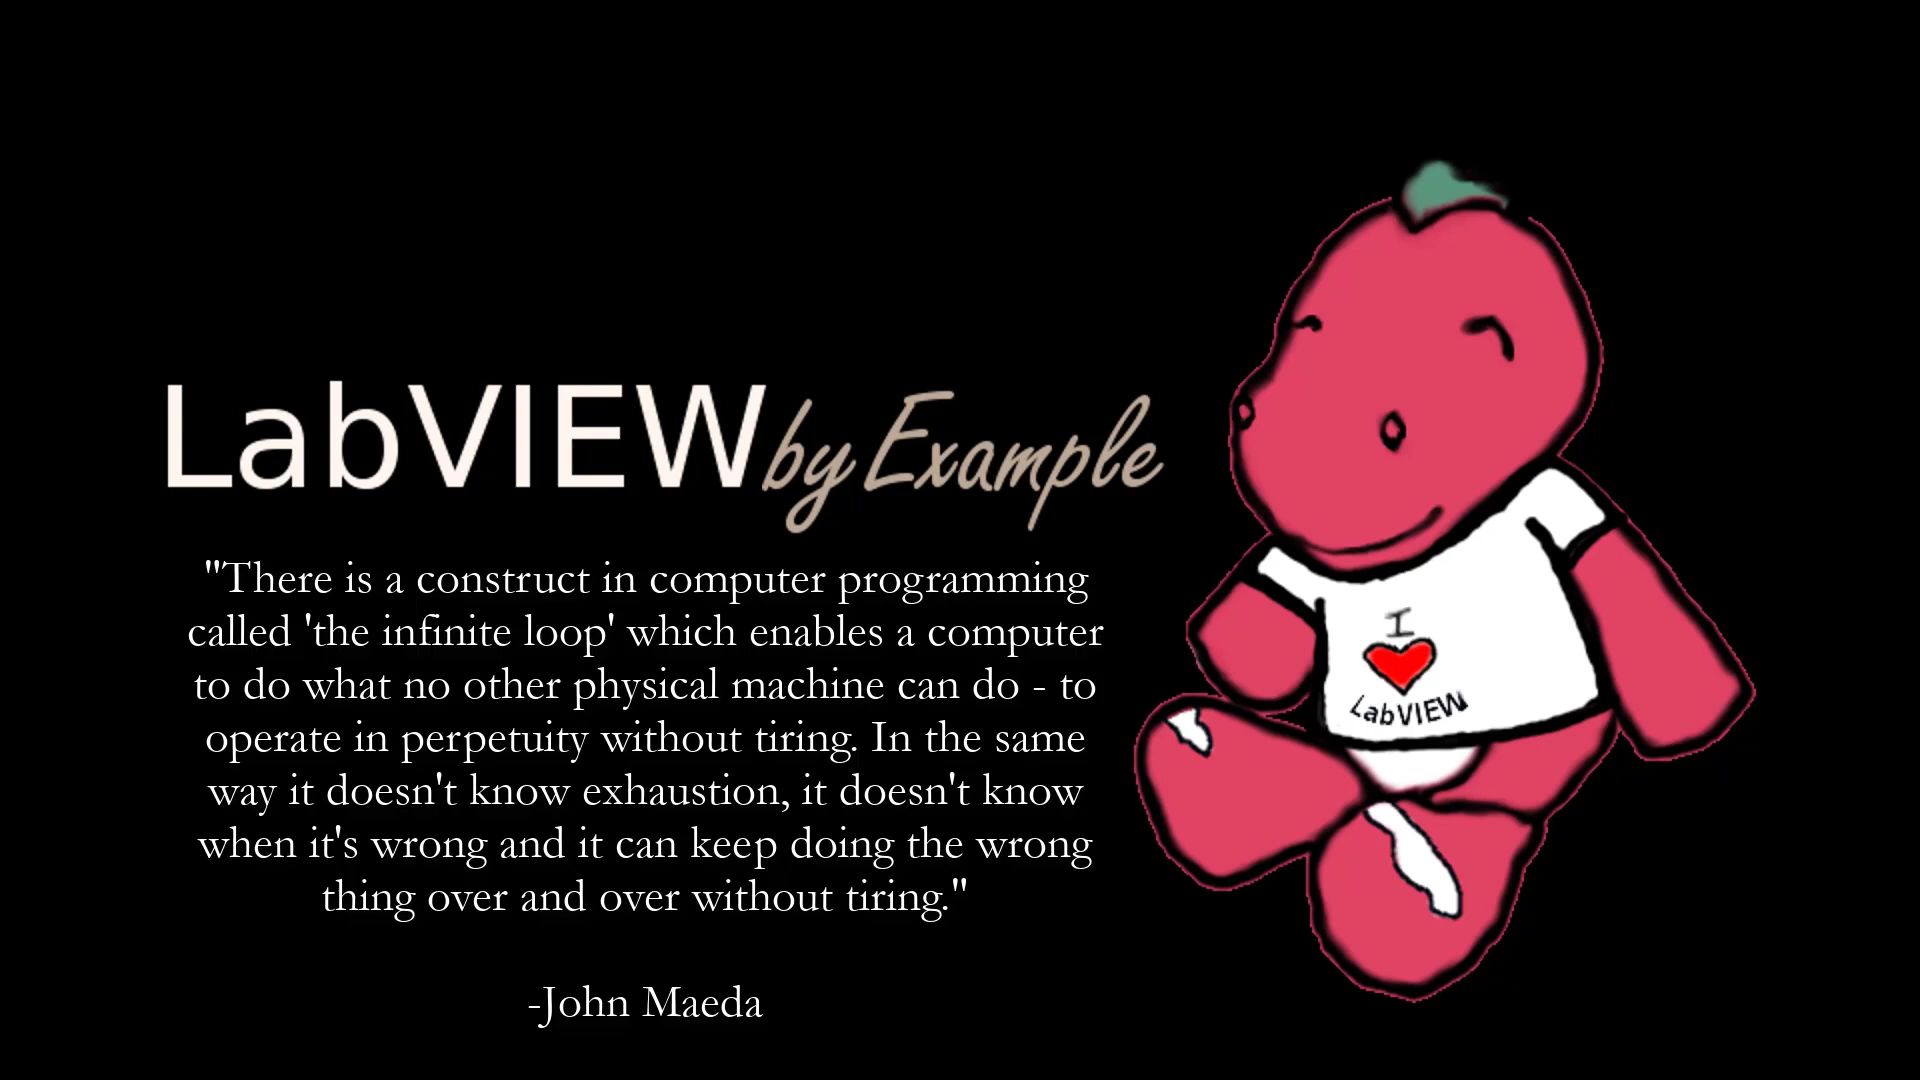 LabVIEW by Example
"There is a construct in computer programming
called 'the infinite loop' which enables a computer
to do what no other physical machine can do - to
operate in perpetuity without tiring. In the same
way it doesn't know exhaustion, it doesn't know
when it's wrong and it can keep doing the wrong
thing over and over without tiring."
-John Maeda
I
LabVIEW